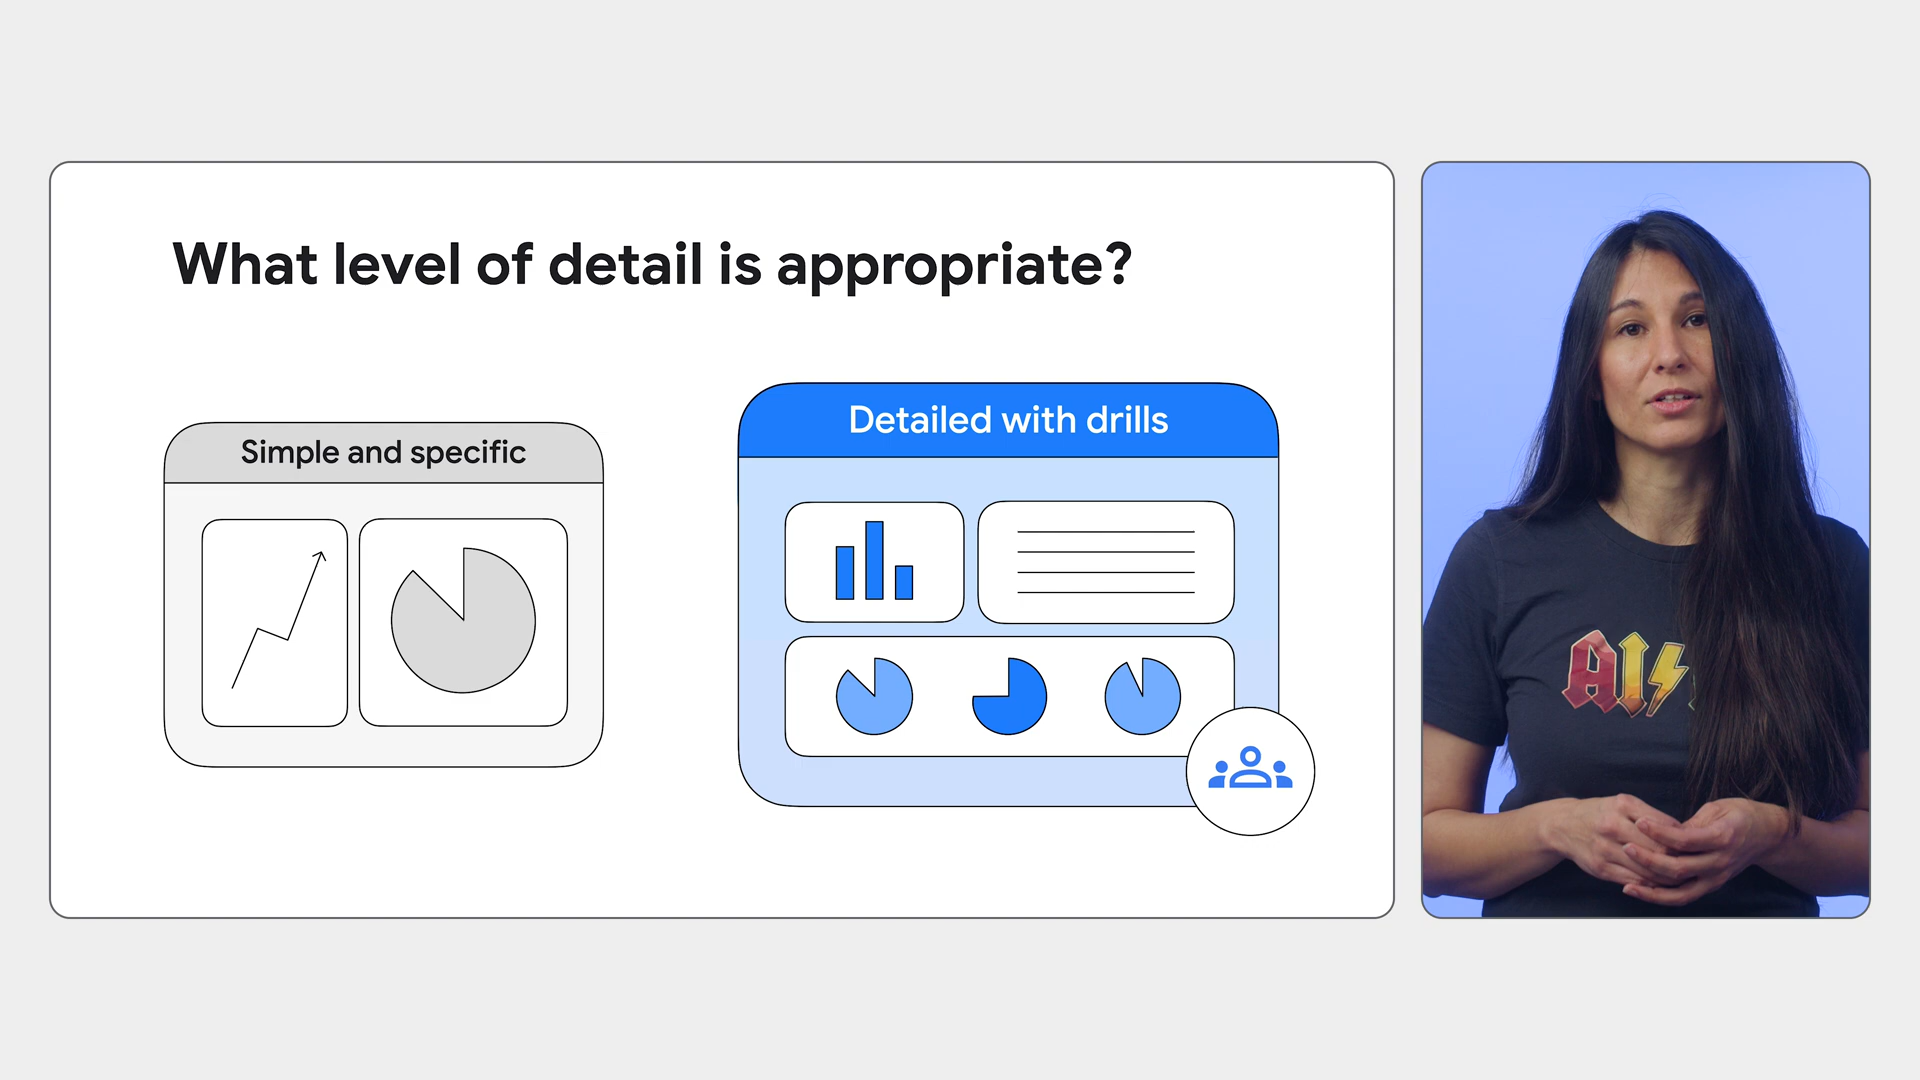 What level of detail is appropriate?
Simple and specific
Detailed with drills
AI